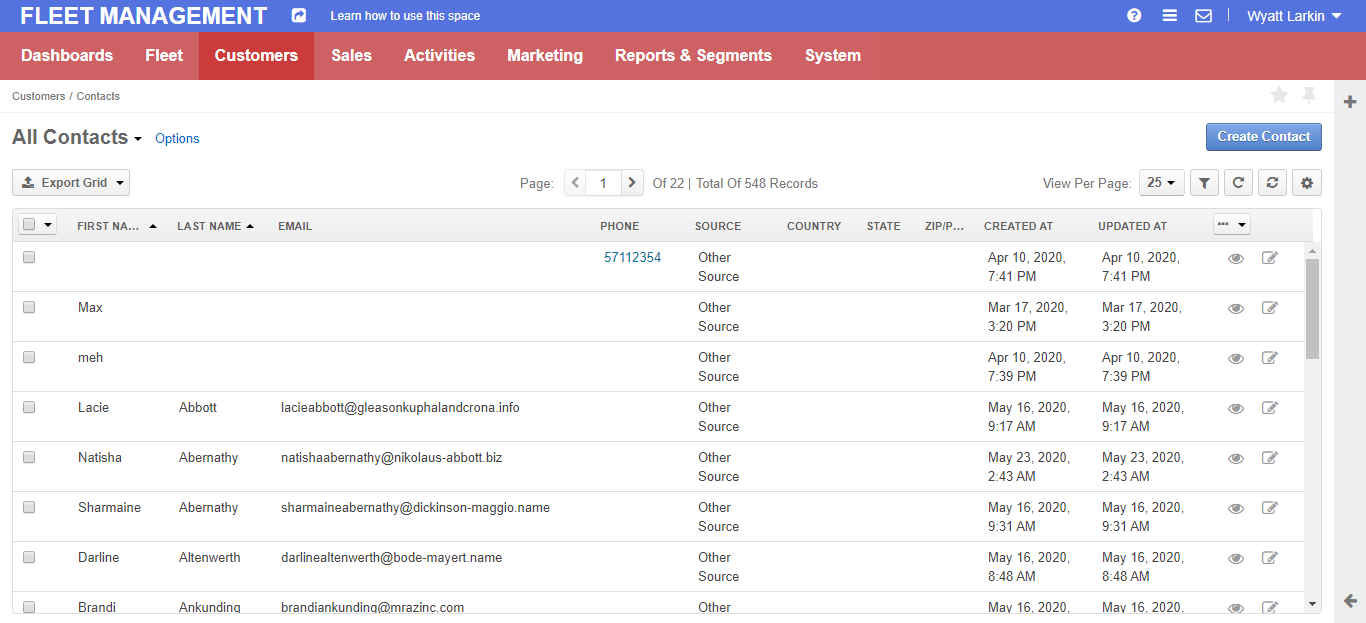 FLEET MANAGEMENT Learn how to use this space Wyatt Larkin
Dashboards Fleet Customers Sales Activities Marketing Reports & Segments System
Customers / Contacts
All Contacts Options Create Contact
Export Grid Page: 1 Of 22 | Total Of 548 Records View Per Page: 25
FIRST NA... LAST NAME EMAIL PHONE SOURCE COUNTRY STATE ZIP/P... CREATED AT UPDATED AT
57112354 Other Apr 10, 2020, Apr 10, 2020,
Source 7:41 PM 7:41 PM
Max Other Mar 17, 2020, Mar 17, 2020,
Source 3:20 PM 3:20 PM
meh Other Apr 10, 2020, Apr 10, 2020,
Source 7:39 PM 7:39 PM
Lacie Abbott lacieabbott@gleasonkuphalandcrona.info Other May 16, 2020, May 16, 2020,
Source 9:17 AM 9:17 AM
Natisha Abernathy natishaabernathy@nikolaus-abbott.biz Other May 23, 2020, May 23, 2020,
Source 2:43 AM 2:43 AM
Sharmaine Abernathy sharmaineabernathy@dickinson-maggio.name Other May 16, 2020, May 16, 2020,
Source 9:31 AM 9:31 AM
Darline Altenwerth darlinealtenwerth@bode-mayert.name Other May 16, 2020, May 16, 2020,
Source 8:48 AM 8:48 AM
Brandi Ankunding brandiankunding@mrazinc.com Other May 16, 2020, May 16, 2020,